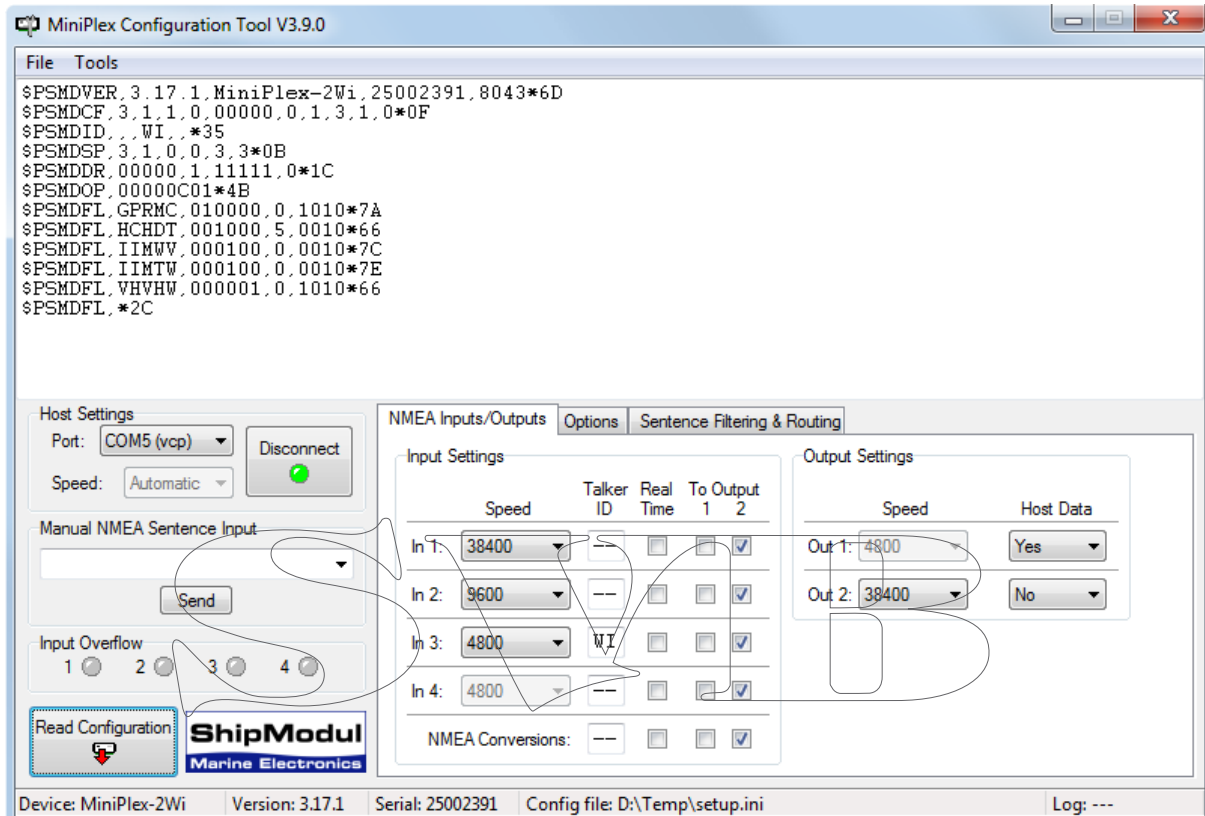 MiniPlex Configuration Tool V3.9.0
File Tools
$PSMDVER,3.17.1,MiniPlex-2Wi,25002391,8043*6D
$PSMDCF,3,1,1,0,00000,0,1,3,1,0*0F
$PSMDID,,,WI,,*35
$PSMDSP,3,1,0,0,3,3*0B
$PSMDDR,00000,1,11111,0*1C
$PSMDOP,00000C01*4B
$PSMDFL,GPRMC,010000,0,1010*7A
$PSMDFL,HCHDT,001000,5,0010*66
$PSMDFL,IIMWV,000100,0,0010*7C
$PSMDFL,IIMTW,000100,0,0010*7E
$PSMDFL,VHVHW,000001,0,1010*66
$PSMDFL,*2C
Host Settings
Port: COM5 (vcp)
Disconnect
Speed: Automatic
Manual NMEA Sentence Input
Send
Input Overflow
1 2 3 4
Read Configuration
ShipModul
Marine Electronics
NMEA Inputs/Outputs Options Sentence Filtering & Routing
Input Settings
Speed Talker ID Real Time To Output 1 2
In 1: 38400 --
In 2: 9600 --
In 3: 4800 WI
In 4: 4800 --
NMEA Conversions: --
Output Settings
Speed Host Data
Out 1: 4800 Yes
Out 2: 38400 No
Device: MiniPlex-2Wi Version: 3.17.1 Serial: 25002391 Config file: D:\Temp\setup.ini Log: ---